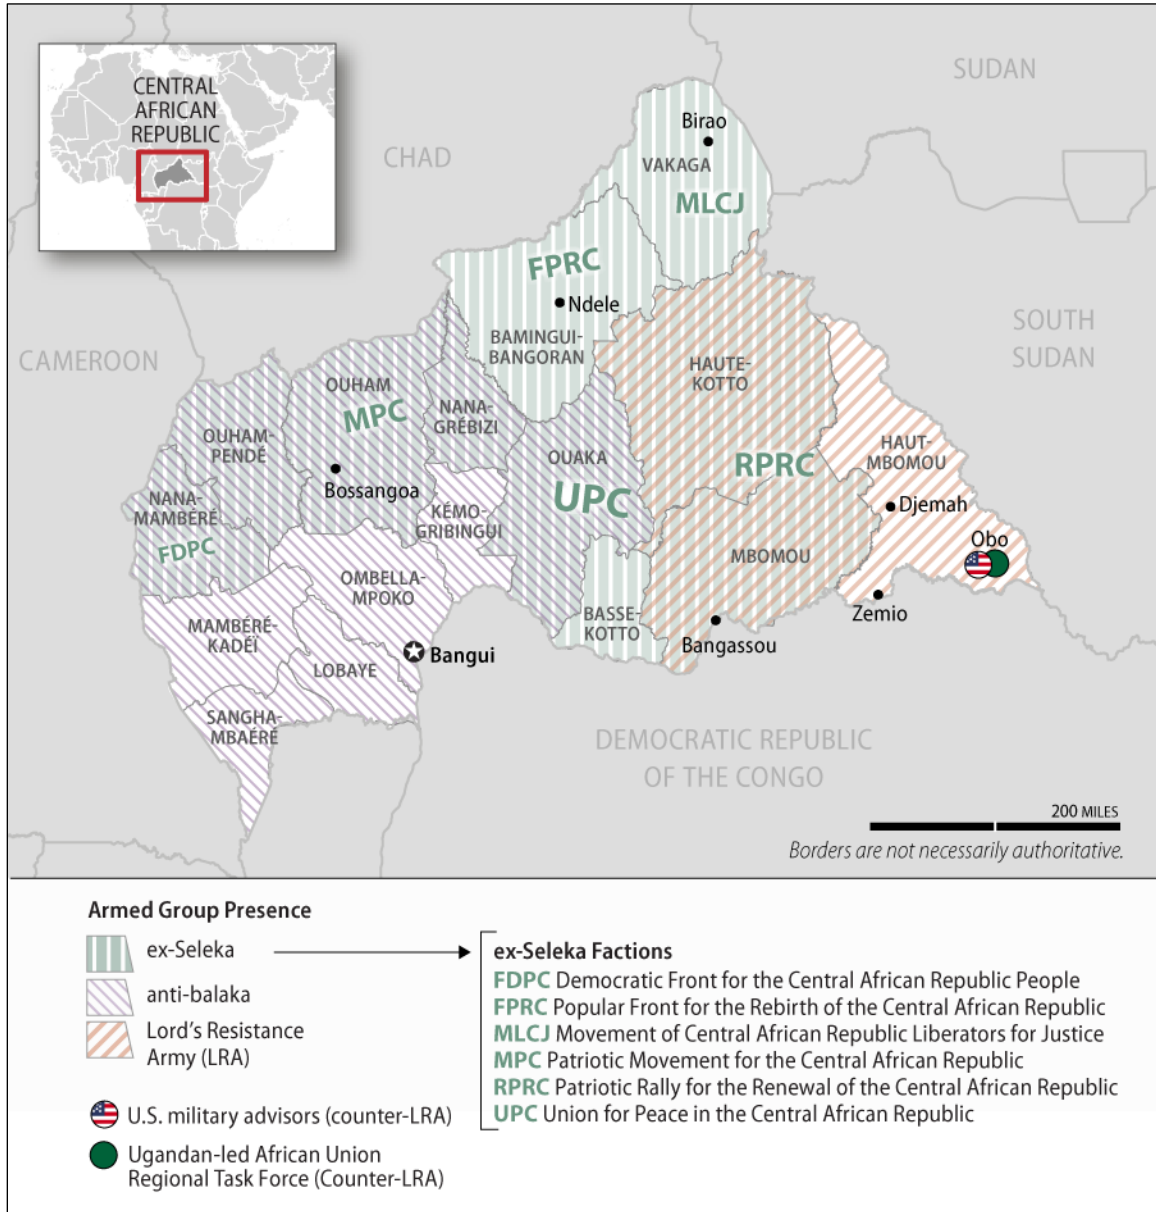 CENTRAL
AFRICAN
REPUBLIC
SUDAN
CHAD
Birao
VAKAGA
MLCJ
FPRC
Ndele
BAMINGUI-
BANGORAN
SOUTH
SUDAN
CAMEROON
HAUTE-
KOTTO
OUHAM
MPC
NANA-
GRÉBIZI
OUHAM-
PENDÉ
OUAKA
UPC
RPRC
HAUT-
MBOMOU
Bossangoa
NANA-
MAMBÉRÉ
FDPC
KÉMO-
GRIBINGUI
Djemah
Obo
MBOMOU
OMBELLA-
MPOKO
BASSE-
KOTTO
Zemio
MAMBÉRÉ-
KADÉÏ
Bangassou
Bangui
LOBAYE
SANGHA-
MBAÉRÉ
DEMOCRATIC REPUBLIC
OF THE CONGO
200 MILES
Borders are not necessarily authoritative.
Armed Group Presence
ex-Seleka
anti-balaka
Lord's Resistance
Army (LRA)
U.S. military advisors (counter-LRA)
Ugandan-led African Union
Regional Task Force (Counter-LRA)
ex-Seleka Factions
FDPC Democratic Front for the Central African Republic People
FPRC Popular Front for the Rebirth of the Central African Republic
MLCJ Movement of Central African Republic Liberators for Justice
MPC Patriotic Movement for the Central African Republic
RPRC Patriotic Rally for the Renewal of the Central African Republic
UPC Union for Peace in the Central African Republic